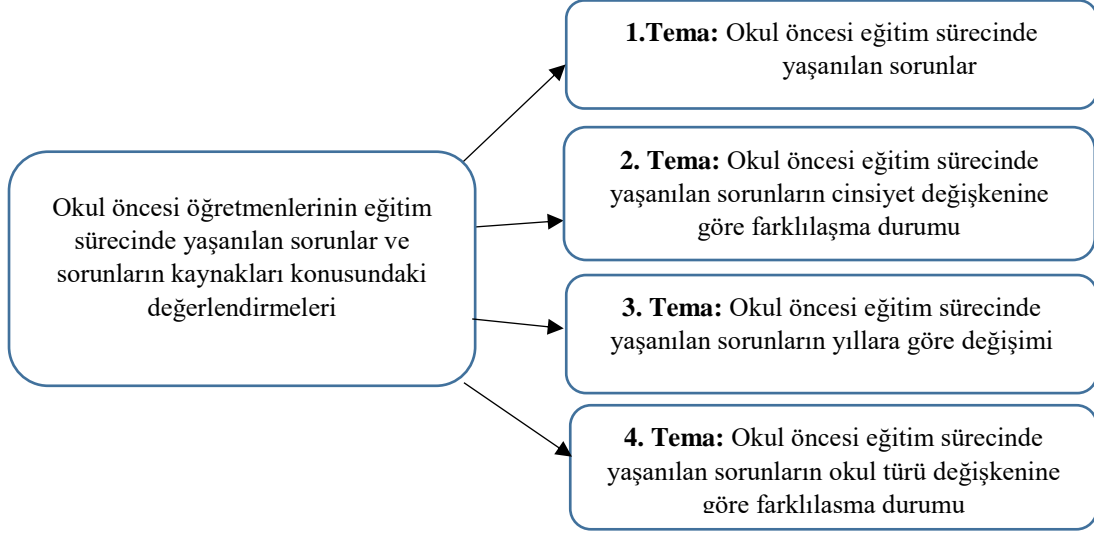 Okul öncesi öğretmenlerinin eğitim
sürecinde yaşanılan sorunlar ve
sorunların kaynakları konusundaki
değerlendirmeleri
1.Tema: Okul öncesi eğitim sürecinde
yaşanılan sorunlar
2. Tema: Okul öncesi eğitim sürecinde
yaşanılan sorunların cinsiyet değişkenine
göre farklılaşma durumu
3. Tema: Okul öncesi eğitim sürecinde
yaşanılan sorunların yıllara göre değişimi
4. Tema: Okul öncesi eğitim sürecinde
yaşanılan sorunların okul türü değişkenine
göre farklılaşma durumu